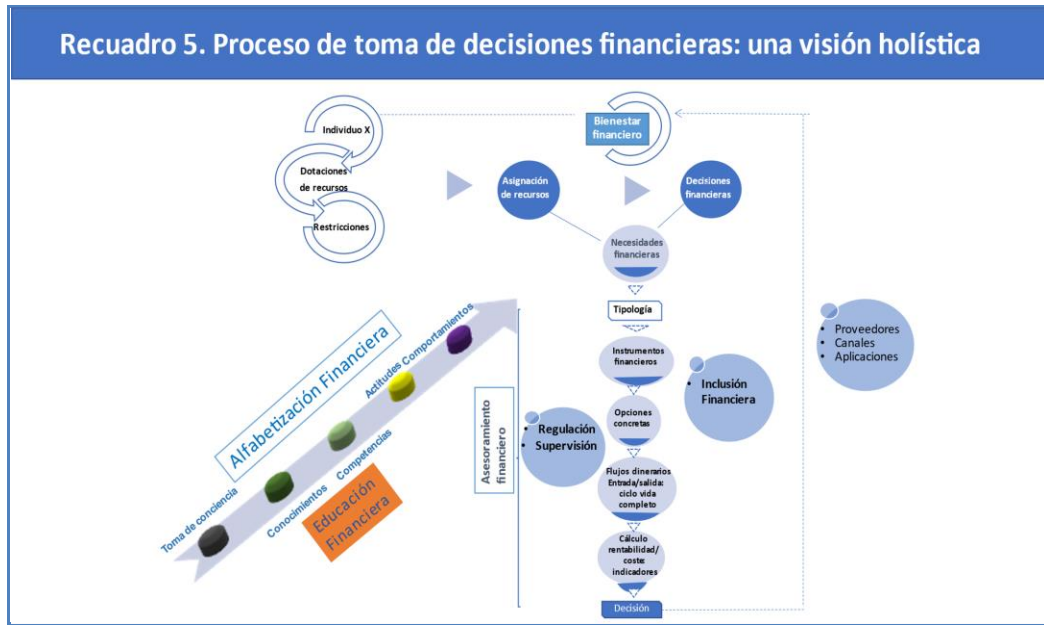 Recuadro 5. Proceso de toma de decisiones financieras: una visión holística
Individuo X
Dotaciones
de recursos
Restricciones
Bienestar
financiero
Asignación
de recursos
Decisiones
financieras
Necesidades
financieras
Tipología
Instrumentos
financieros
Opciones
concretas
Flujos dinerarios
Entrada/salida:
ciclo vida
completo
Cálculo
rentabilidad/
coste:
indicadores
Decisión
Alfabetización Financiera
Toma de conciencia
Conocimientos
Competencias
Actitudes
Comportamientos
Educación
Financiera
Asesoramiento
financiero
• Regulación
• Supervisión
• Inclusión
Financiera
• Proveedores
• Canales
• Aplicaciones